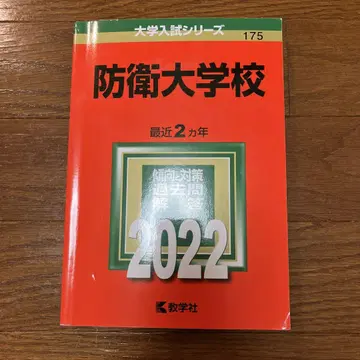 大学入試シリーズ
175
防衛大学校
最近2ヵ年
傾向と対策
過去問
解答
2022
教学社